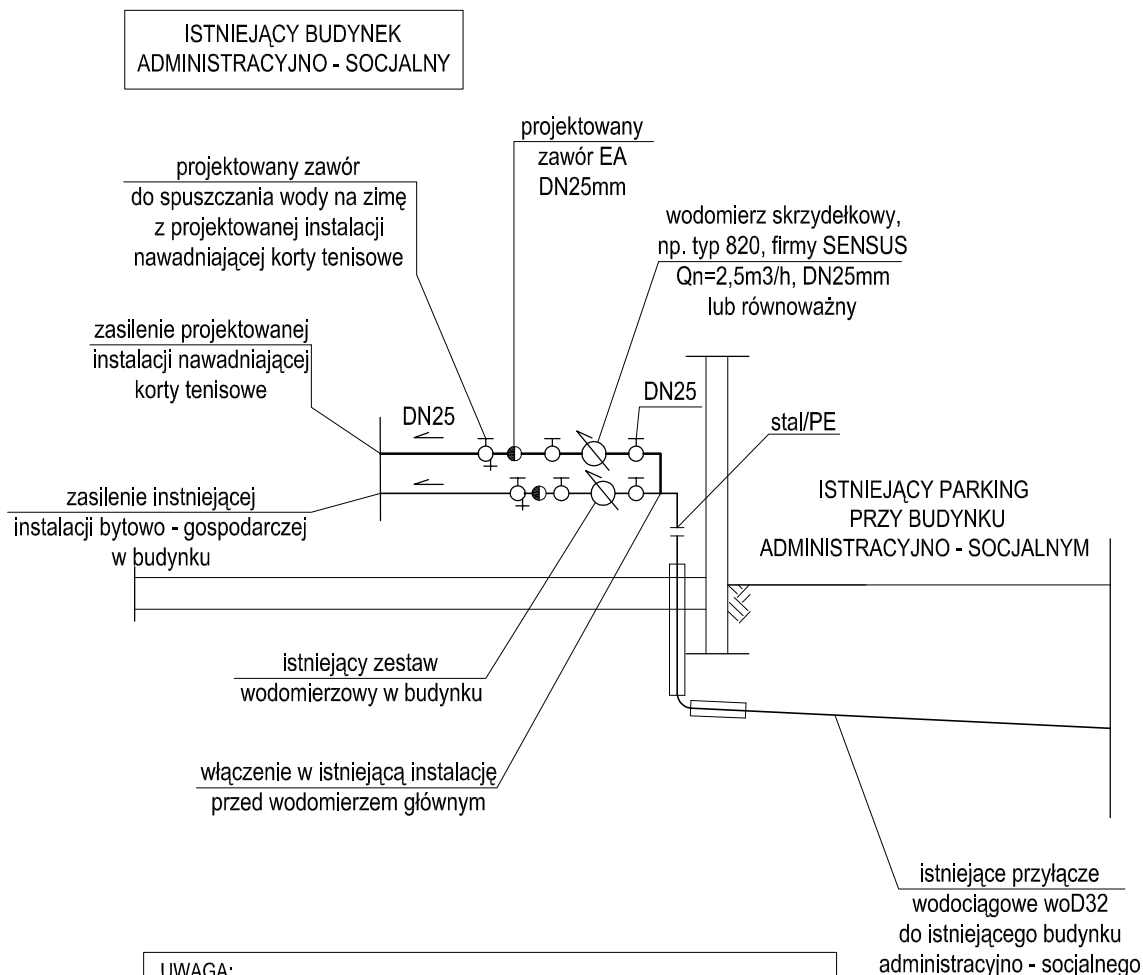 ISTNIEJĄCY BUDYNEK
ADMINISTRACYJNO - SOCJALNY
projektowany
zawór EA
DN25mm
projektowany zawór
do spuszczania wody na zimę
z projektowanej instalacji
nawadniającej korty tenisowe
wodomierz skrzydełkowy,
np. typ 820, firmy SENSUS
Qn=2,5m3/h, DN25mm
lub równoważny
zasilenie projektowanej
instalacji nawadniającej
korty tenisowe
DN25
DN25
stal/PE
zasilenie instniejącej
instalacji bytowo - gospodarczej
w budynku
ISTNIEJĄCY PARKING
PRZY BUDYNKU
ADMINISTRACYJNO - SOCJALNYM
istniejący zestaw
wodomierzowy w budynku
włączenie w istniejącą instalację
przed wodomierzem głównym
istniejące przyłącze
wodociągowe woD32
do istniejącego budynku
administracyjno - socjalnego
UWAGA: